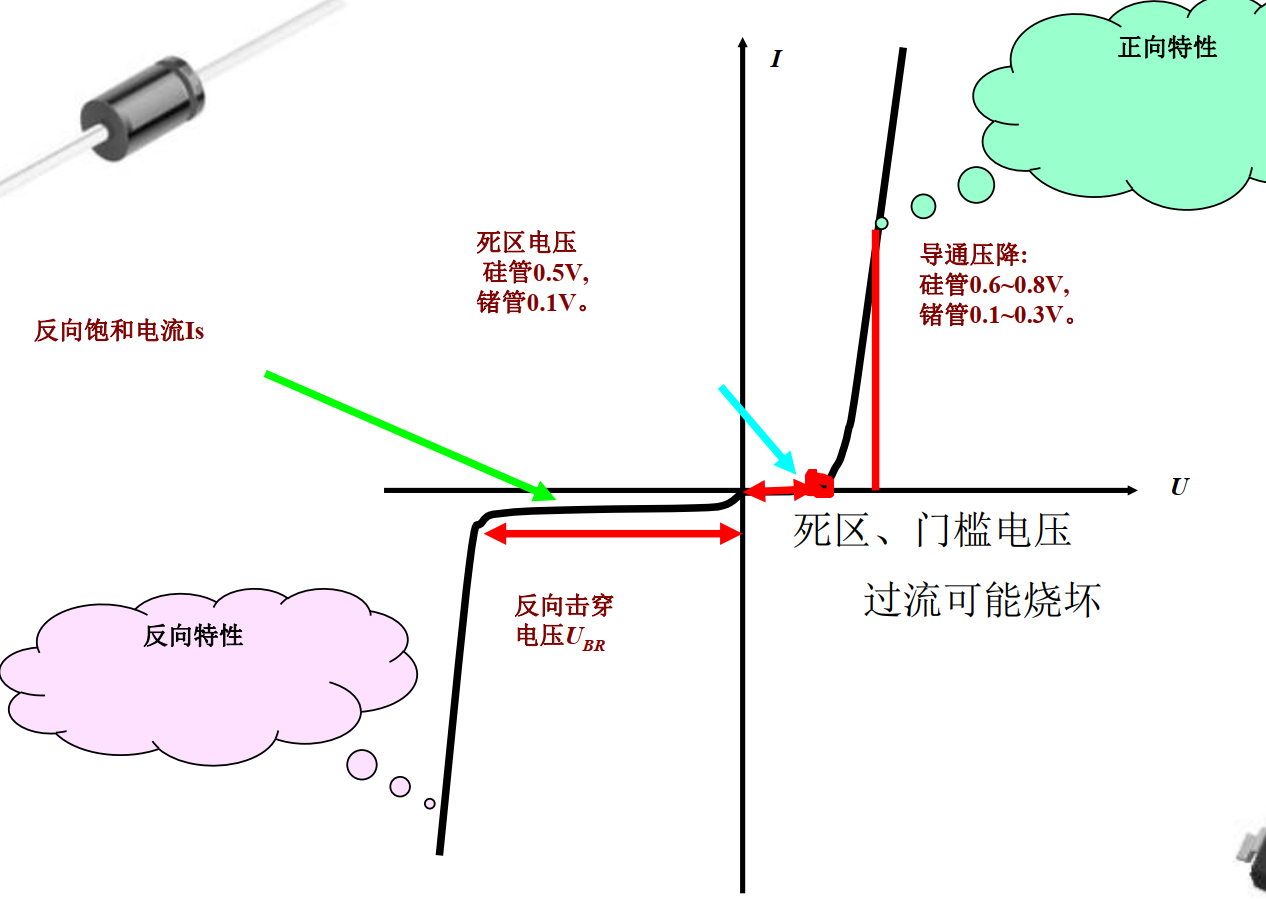 正向特性
I
死区电压
硅管0.5V,
锗管0.1V。
导通压降:
硅管0.6~0.8V,
锗管0.1~0.3V。
反向饱和电流Is
U
死区、门槛电压
过流可能烧坏
反向击穿
电压UBR
反向特性